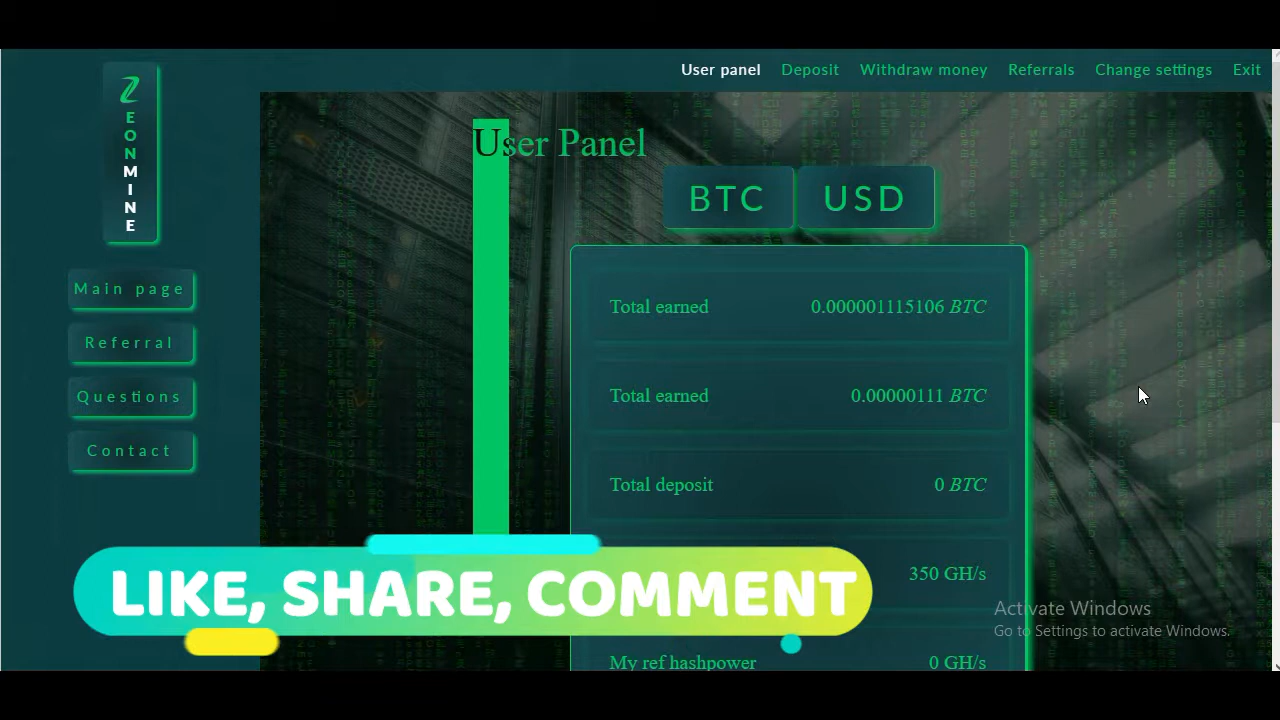 User panel Deposit Withdraw money Referrals Change settings Exit
Z
E
O
N
M
I
N
E
User Panel
BTC USD
Main page
Referral
Questions
Contact
Total earned 0.000001115106 BTC
Total earned 0.00000111 BTC
Total deposit 0 BTC
350 GH/s
My ref hashpower 0 GH/s
LIKE, SHARE, COMMENT
Activate Windows
Go to Settings to activate Windows.